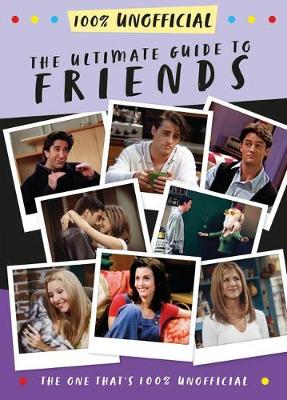 100% UNOFFICIAL
THE ULTIMATE GUIDE TO
FRIENDS
THE ONE THAT'S 100% UNOFFICIAL